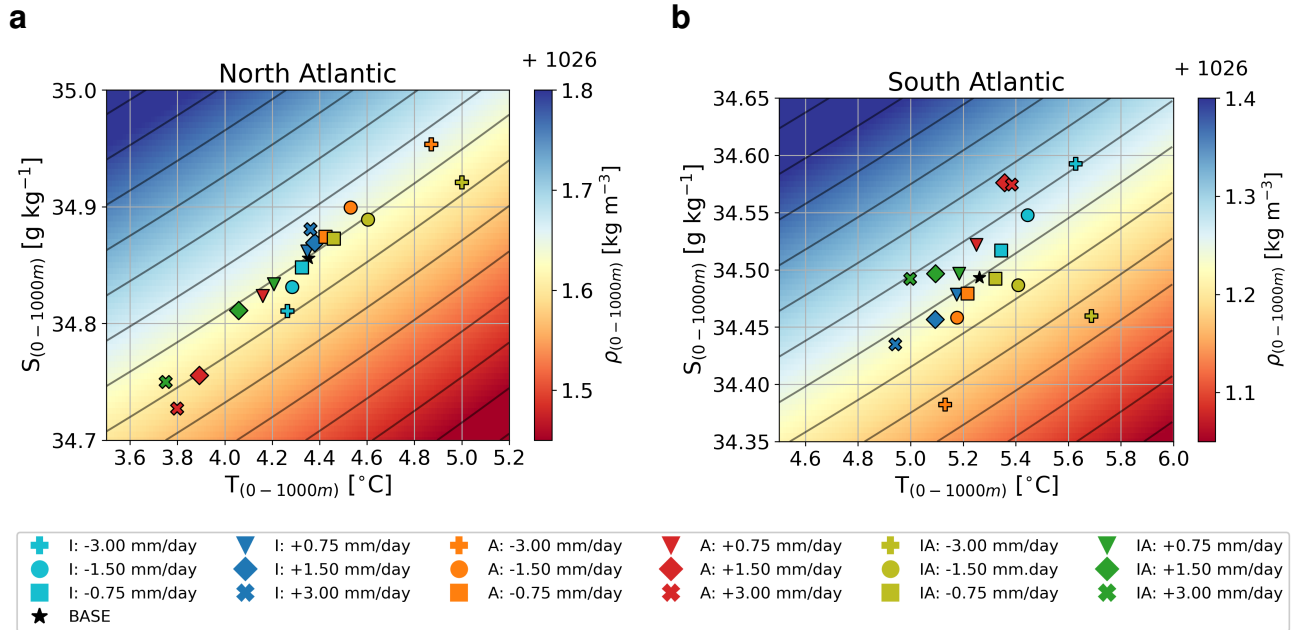 a
b
+ 1026
+ 1026
North Atlantic
South Atlantic
35.0
34.9
34.8
34.7
S(0−1000m) [g kg−1]
3.6 3.8 4.0 4.2 4.4 4.6 4.8 5.0 5.2
T(0−1000m) [°C]
1.8
1.7
1.6
1.5
ρ(0−1000m) [kg m−3]
34.65
34.60
34.55
34.50
34.45
34.40
34.35
S(0−1000m) [g kg−1]
4.6 4.8 5.0 5.2 5.4 5.6 5.8 6.0
T(0−1000m) [°C]
1.4
1.3
1.2
1.1
ρ(0−1000m) [kg m−3]
I: -3.00 mm/day I: +0.75 mm/day A: -3.00 mm/day A: +0.75 mm/day IA: -3.00 mm/day IA: +0.75 mm/day
I: -1.50 mm/day I: +1.50 mm/day A: -1.50 mm/day A: +1.50 mm/day IA: -1.50 mm.day IA: +1.50 mm/day
I: -0.75 mm/day I: +3.00 mm/day A: -0.75 mm/day A: +3.00 mm/day IA: -0.75 mm/day IA: +3.00 mm/day
BASE